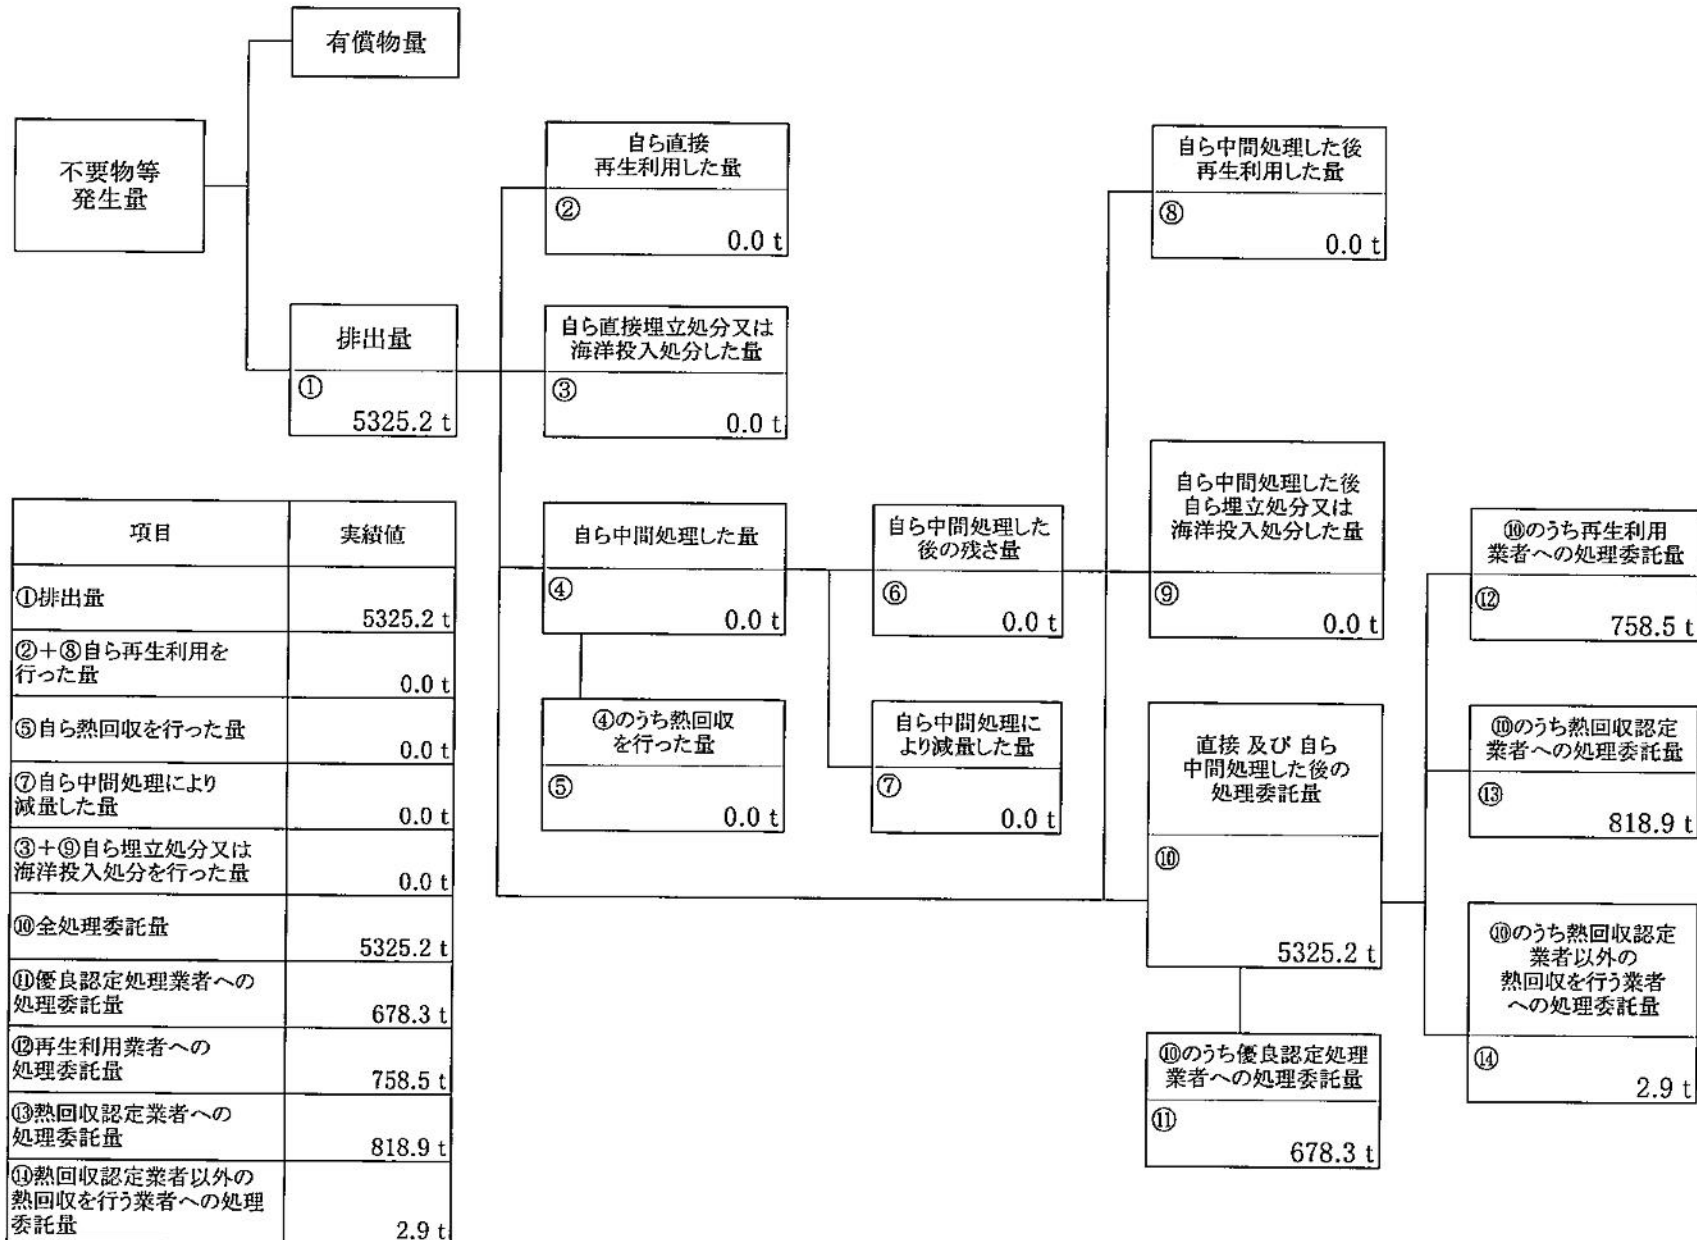 有償物量
不要物等
発生量
自ら直接
再生利用した量
②
0.0 t
自ら中間処理した後
再生利用した量
⑧
0.0 t
排出量
①
5325.2 t
自ら直接埋立処分又は
海洋投入処分した量
③
0.0 t
自ら中間処理した量
④
0.0 t
自ら中間処理した
後の残さ量
⑥
0.0 t
自ら中間処理した後
自ら埋立処分又は
海洋投入処分した量
⑨
0.0 t
⑩のうち再生利用
業者への処理委託量
⑫
758.5 t
④のうち熱回収
を行った量
⑤
0.0 t
自ら中間処理に
より減量した量
⑦
0.0 t
直接 及び 自ら
中間処理した後の
処理委託量
⑩
5325.2 t
⑩のうち熱回収認定
業者への処理委託量
⑬
818.9 t
⑩のうち熱回収認定
業者以外の
熱回収を行う業者
への処理委託量
⑭
2.9 t
⑩のうち優良認定処理
業者への処理委託量
⑪
678.3 t
項目 実績値
①排出量
5325.2 t
②+⑧自ら再生利用を
行った量
0.0 t
⑤自ら熱回収を行った量
0.0 t
⑦自ら中間処理により
減量した量
0.0 t
③+⑨自ら埋立処分又は
海洋投入処分を行った量
0.0 t
⑩全処理委託量
5325.2 t
⑪優良認定処理業者への
処理委託量
678.3 t
⑫再生利用業者への
処理委託量
758.5 t
⑬熱回収認定業者への
処理委託量
818.9 t
⑭熱回収認定業者以外の
熱回収を行う業者への処理
委託量
2.9 t